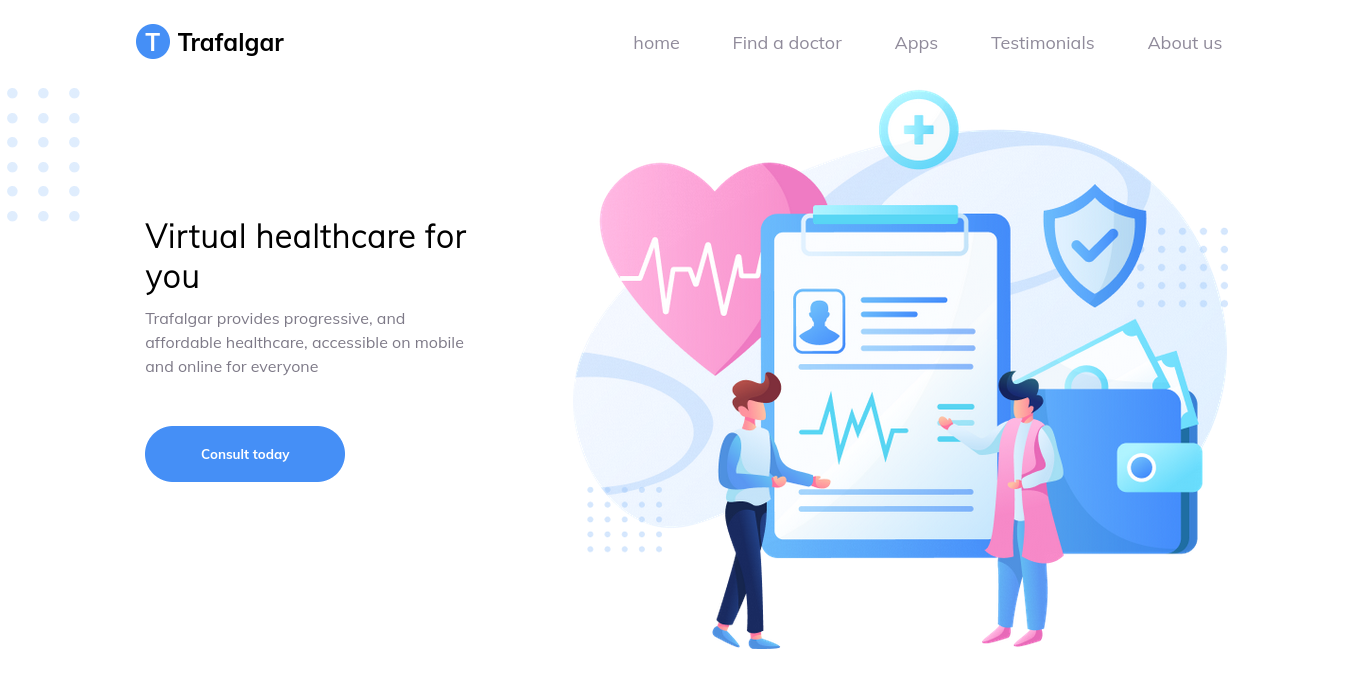 T Trafalgar
home Find a doctor Apps Testimonials About us
Virtual healthcare for
you
Trafalgar provides progressive, and
affordable healthcare, accessible on mobile
and online for everyone
Consult today